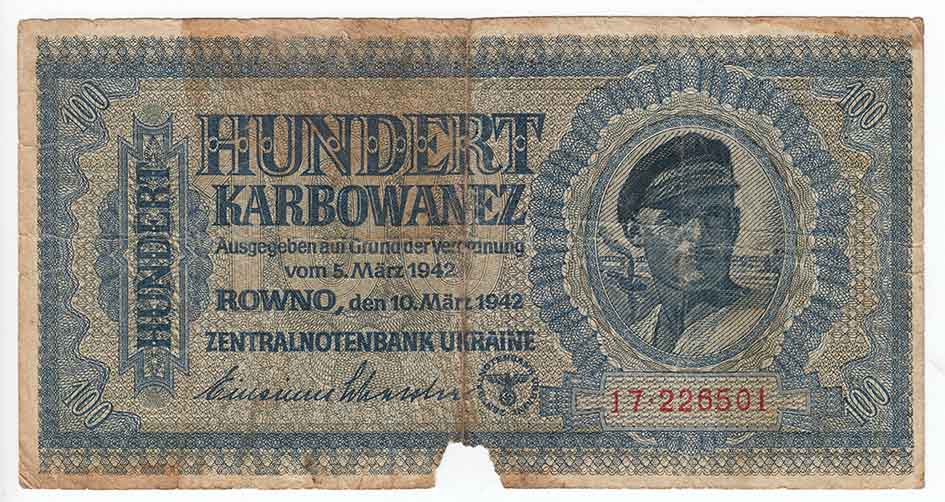 100
100
HUNDERT
HUNDERT
KARBOWANEZ
Ausgegeben auf Grund der Verordnung
vom 5. März 1942
ROWNO, den 10. März 1942
ZENTRALNOTENBANK UKRAINE
17·226501
100
100